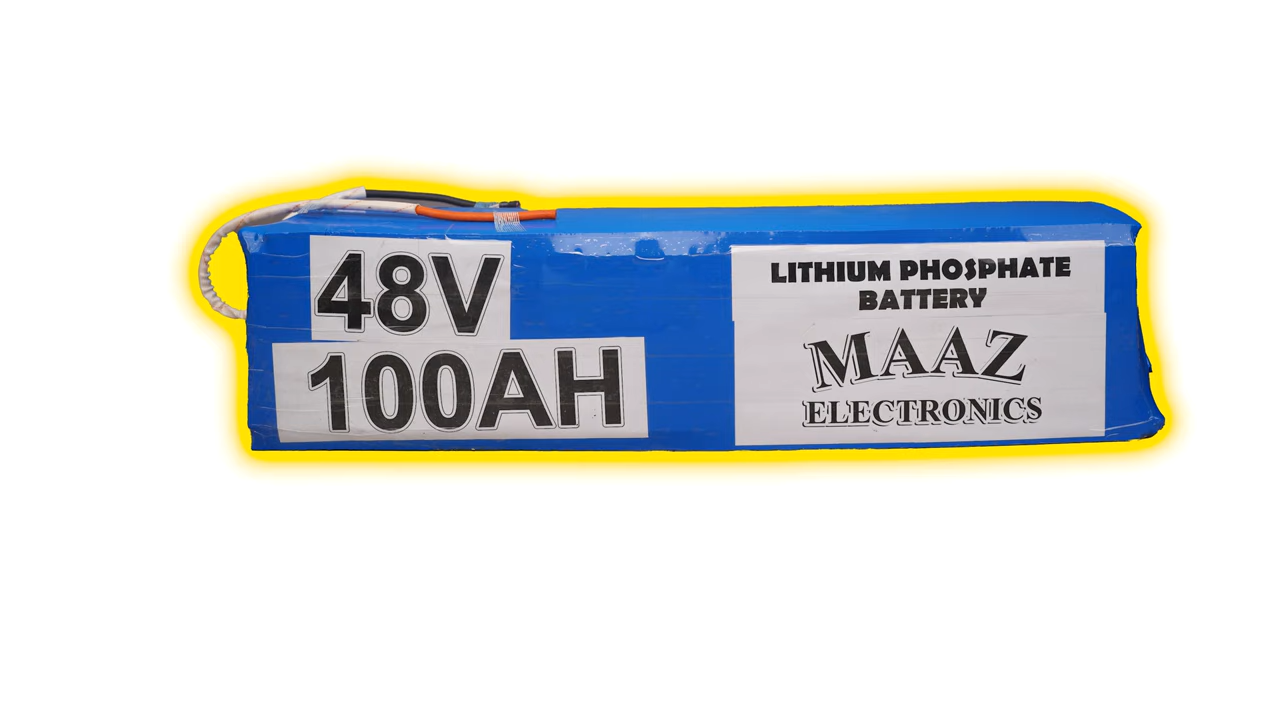 48V
100AH
LITHIUM PHOSPHATE
BATTERY
MAAZ
ELECTRONICS